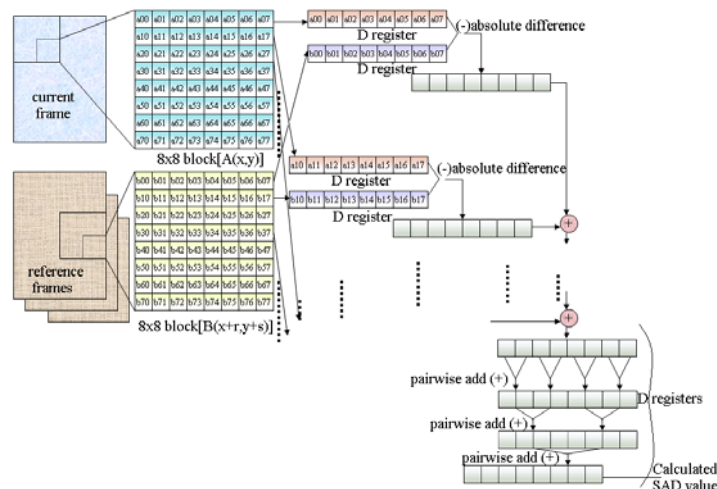 a00 a01 a02 a03 a04 a05 a06 a07
a10 a11 a12 a13 a14 a15 a16 a17
a20 a21 a22 a23 a24 a25 a26 a27
a30 a31 a32 a33 a34 a35 a36 a37
a40 a41 a42 a43 a44 a45 a46 a47
a50 a51 a52 a53 a54 a55 a56 a57
a60 a61 a62 a63 a64 a65 a66 a67
a70 a71 a72 a73 a74 a75 a76 a77
current
frame
8x8 block[A(x,y)]
a00 a01 a02 a03 a04 a05 a06 a07
D register
(-)absolute difference
b00 b01 b02 b03 b04 b05 b06 b07
D register
b00 b01 b02 b03 b04 b05 b06 b07
b10 b11 b12 b13 b14 b15 b16 b17
b20 b21 b22 b23 b24 b25 b26 b27
b30 b31 b32 b33 b34 b35 b36 b37
b40 b41 b42 b43 b44 b45 b46 b47
b50 b51 b52 b53 b54 b55 b56 b57
b60 b61 b62 b63 b64 b65 b66 b67
b70 b71 b72 b73 b74 b75 b76 b77
reference
frames
8x8 block[B(x+r,y+s)]
a10 a11 a12 a13 a14 a15 a16 a17
D register
(-)absolute difference
b10 b11 b12 b13 b14 b15 b16 b17
D register
+
+
pairwise add (+)
D registers
pairwise add (+)
pairwise add (+)
Calculated
SAD value